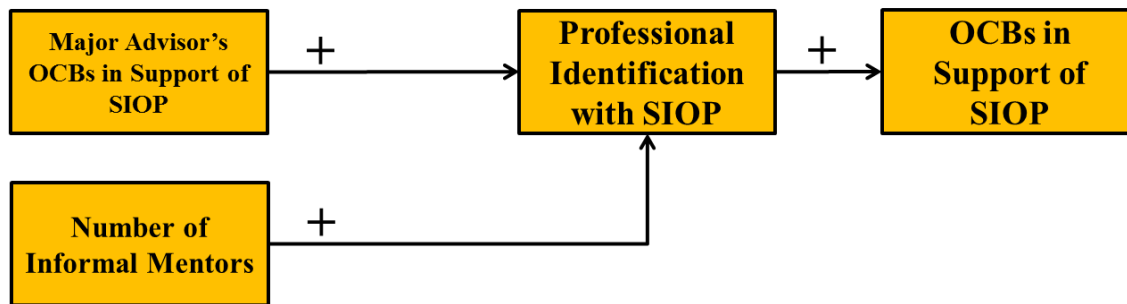 Major Advisor's
OCBs in Support of
SIOP
+
Professional
Identification
with SIOP
+
OCBs in
Support of
SIOP
Number of
Informal Mentors
+